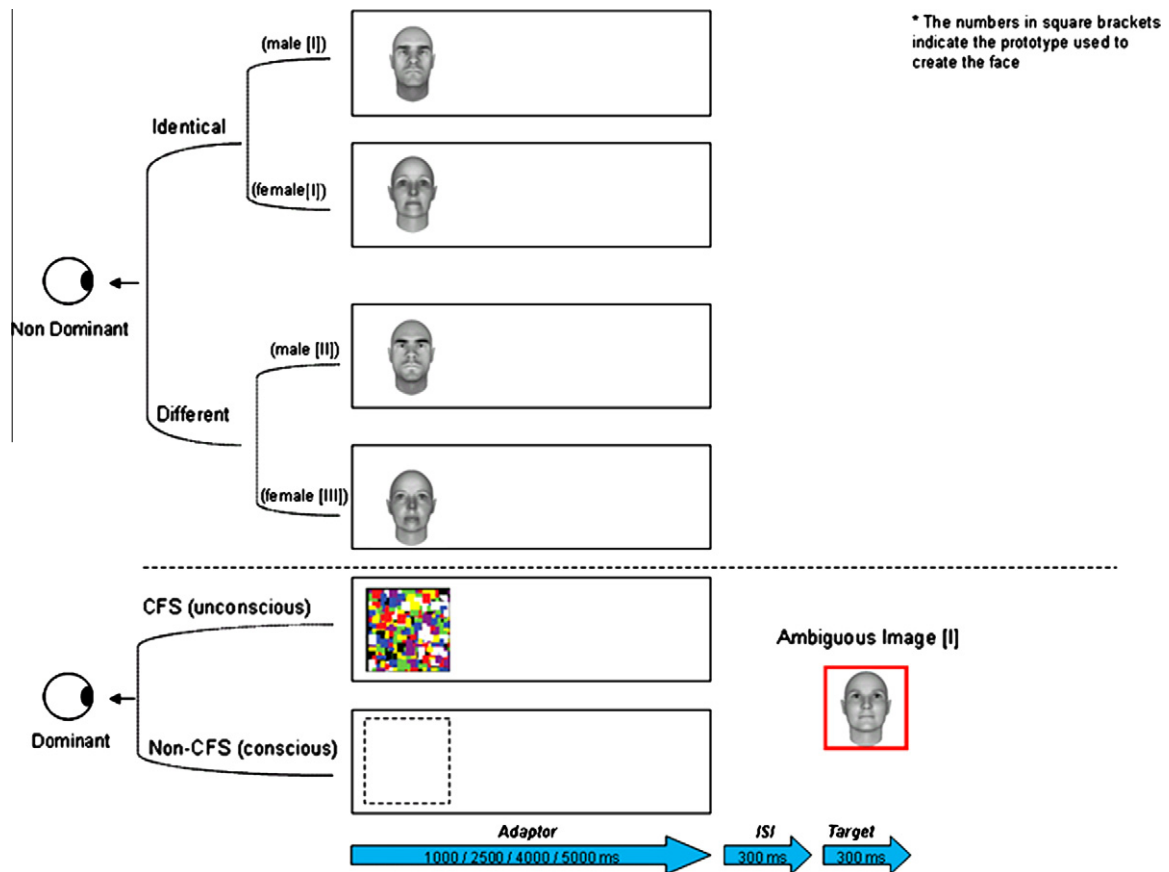 * The numbers in square brackets
indicate the prototype used to
create the face
(male [I])
Identical
(female[I])
Non Dominant
(male [II])
Different
(female [III])
CFS (unconscious)
Ambiguous Image [I]
Dominant
Non-CFS (conscious)
Adaptor
ISI
Target
1000 / 2500 / 4000 / 5000 ms
300 ms
300 ms